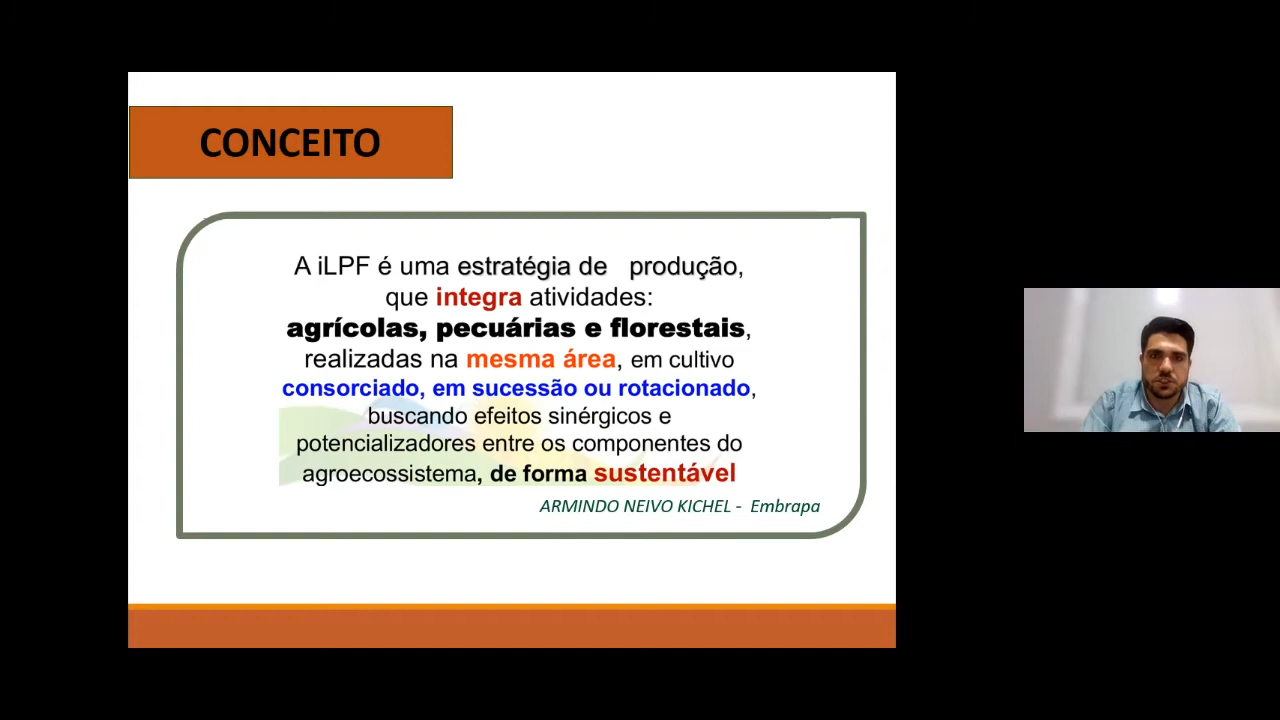 CONCEITO
A iLPF é uma estratégia de produção,
que integra atividades:
agrícolas, pecuárias e florestais,
realizadas na mesma área, em cultivo
consorciado, em sucessão ou rotacionado,
buscando efeitos sinérgicos e
potencializadores entre os componentes do
agroecossistema, de forma sustentável
ARMINDO NEIVO KICHEL - Embrapa